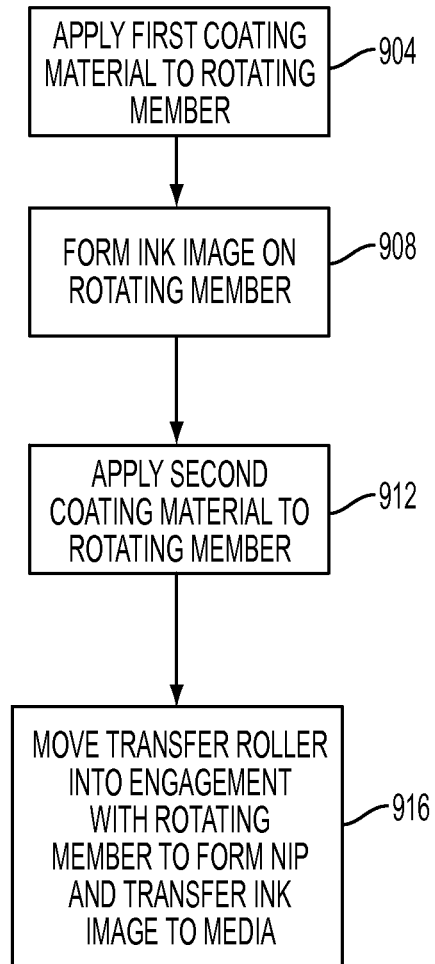 APPLY FIRST COATING
MATERIAL TO ROTATING
MEMBER
904
FORM INK IMAGE ON
ROTATING MEMBER
908
APPLY SECOND
COATING MATERIAL TO
ROTATING MEMBER
912
MOVE TRANSFER ROLLER
INTO ENGAGEMENT
WITH ROTATING
MEMBER TO FORM NIP
AND TRANSFER INK
IMAGE TO MEDIA
916